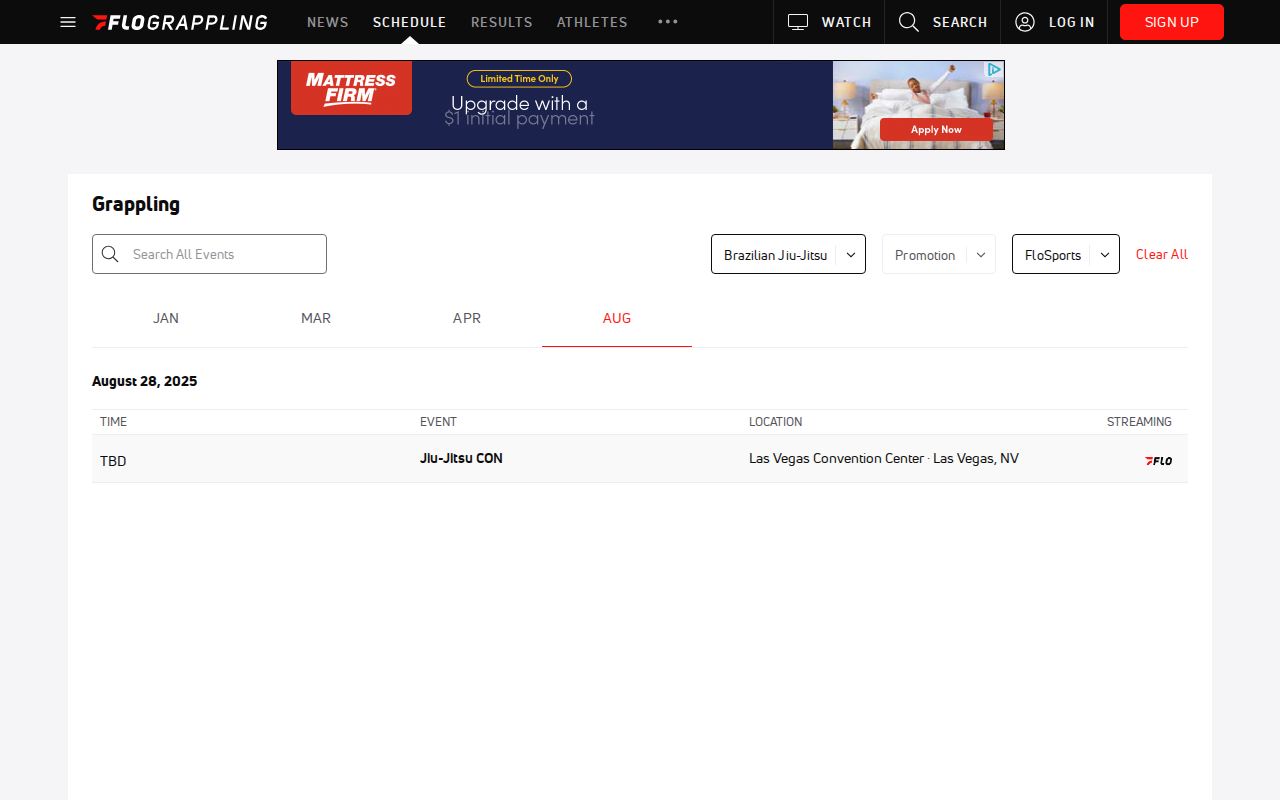 FLOGRAPPLING
NEWS
SCHEDULE
RESULTS
ATHLETES
WATCH
SEARCH
LOG IN
SIGN UP
MATTRESS
FIRM
Limited Time Only
Upgrade with a
$1 initial payment
Apply Now
Grappling
Search All Events
Brazilian Jiu-Jitsu
Promotion
FloSports
Clear All
JAN
MAR
APR
AUG
August 28, 2025
TIME
EVENT
LOCATION
STREAMING
TBD
Jiu-Jitsu CON
Las Vegas Convention Center · Las Vegas, NV
FLO